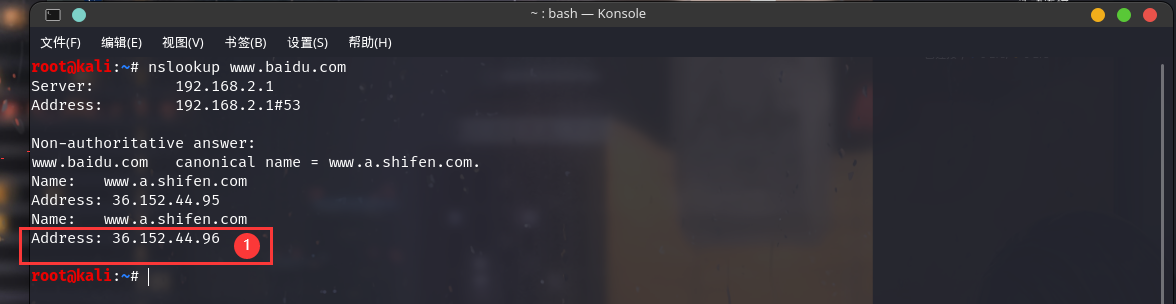 ~ : bash — Konsole
文件(F) 编辑(E) 视图(V) 书签(B) 设置(S) 帮助(H)
root@kali:~# nslookup www.baidu.com
Server: 192.168.2.1
Address: 192.168.2.1#53
Non-authoritative answer:
www.baidu.com canonical name = www.a.shifen.com.
Name: www.a.shifen.com
Address: 36.152.44.95
Name: www.a.shifen.com
Address: 36.152.44.96 1
root@kali:~#